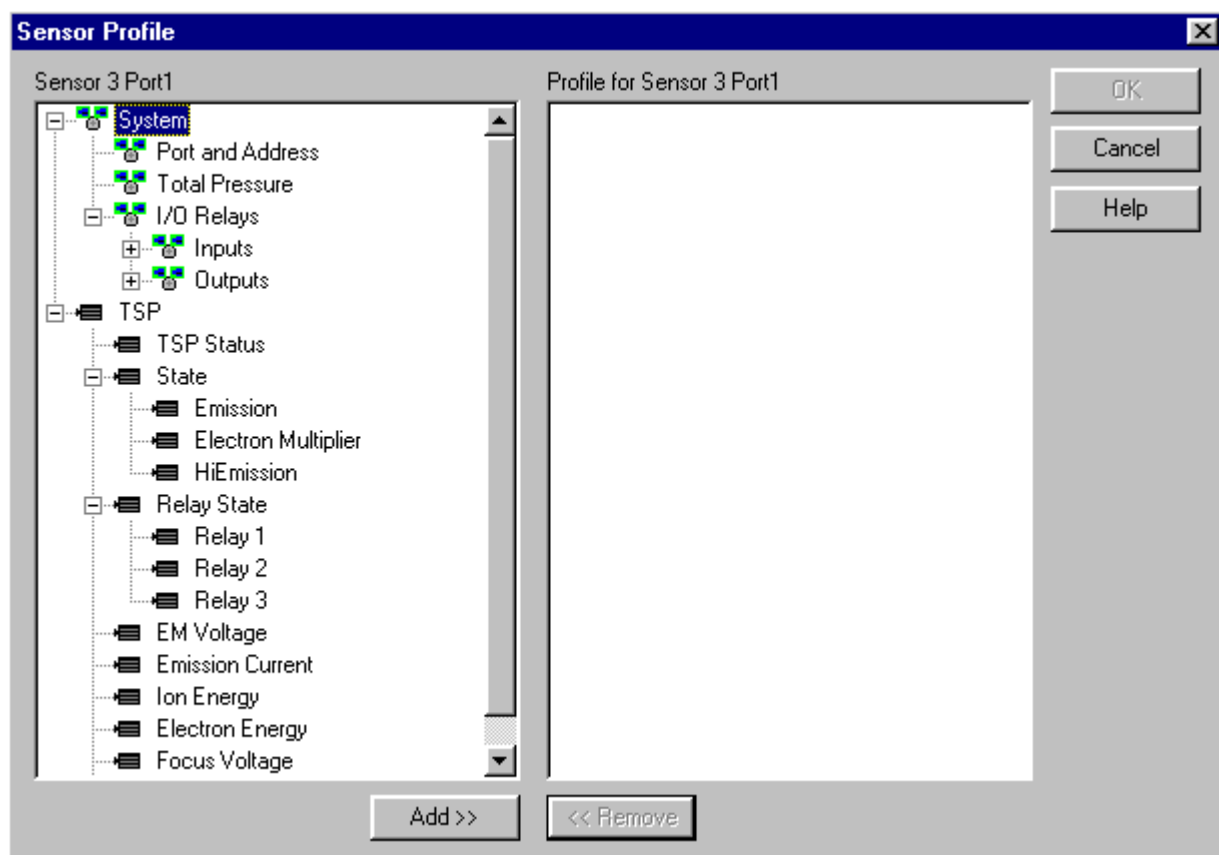 Sensor Profile
Sensor 3 Port1
Profile for Sensor 3 Port1
OK
System
Port and Address
Cancel
Total Pressure
Help
I/O Relays
Inputs
Outputs
TSP
TSP Status
State
Emission
Electron Multiplier
HiEmission
Relay State
Relay 1
Relay 2
Relay 3
EM Voltage
Emission Current
Ion Energy
Electron Energy
Focus Voltage
Add >>
<< Remove